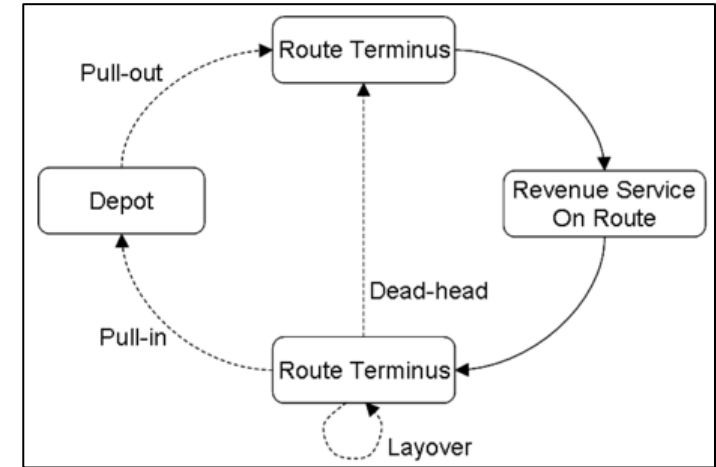 Route Terminus
Pull-out
Depot
Revenue Service
On Route
Dead-head
Pull-in
Route Terminus
Layover